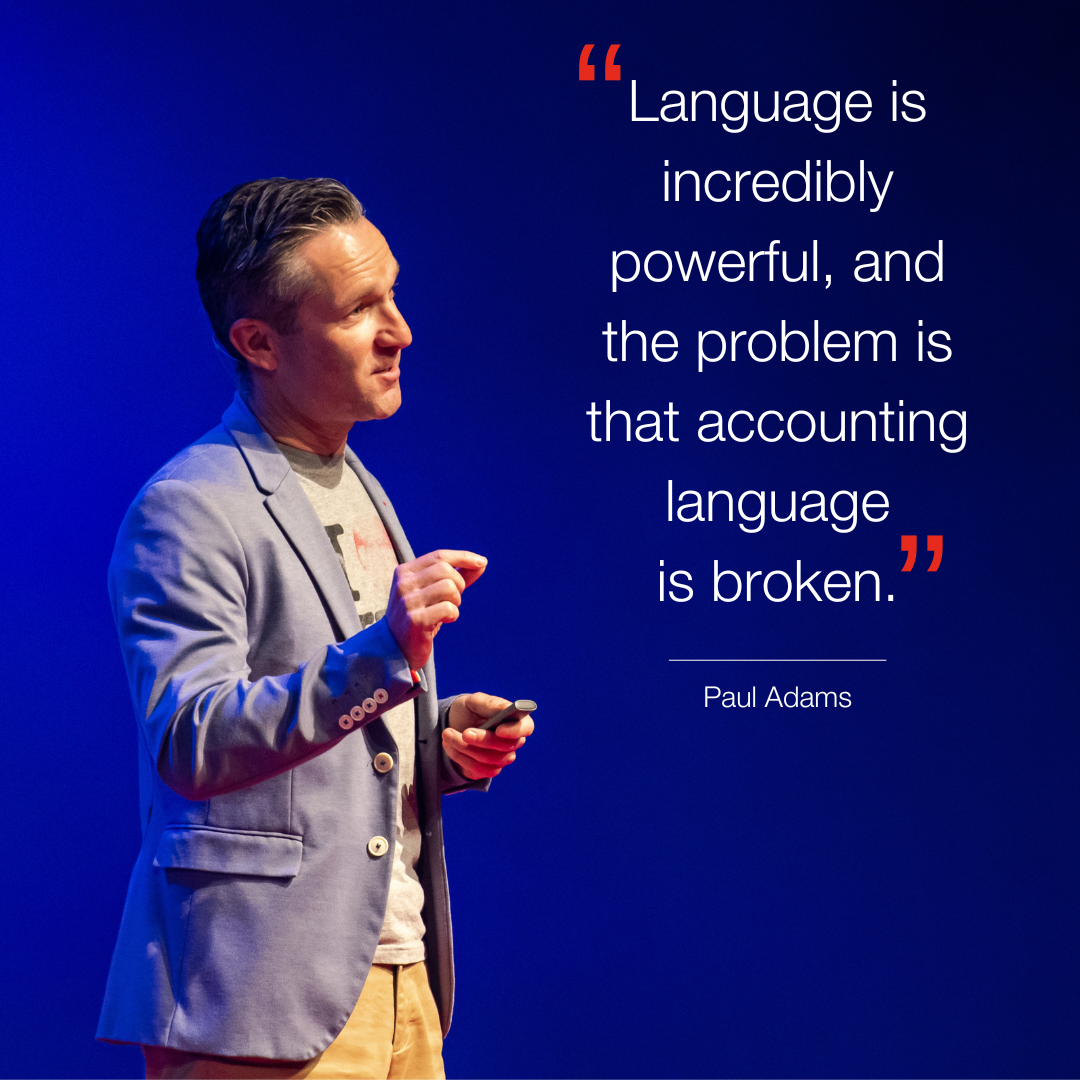 “Language is
incredibly
powerful, and
the problem is
that accounting
language
is broken.”
Paul Adams